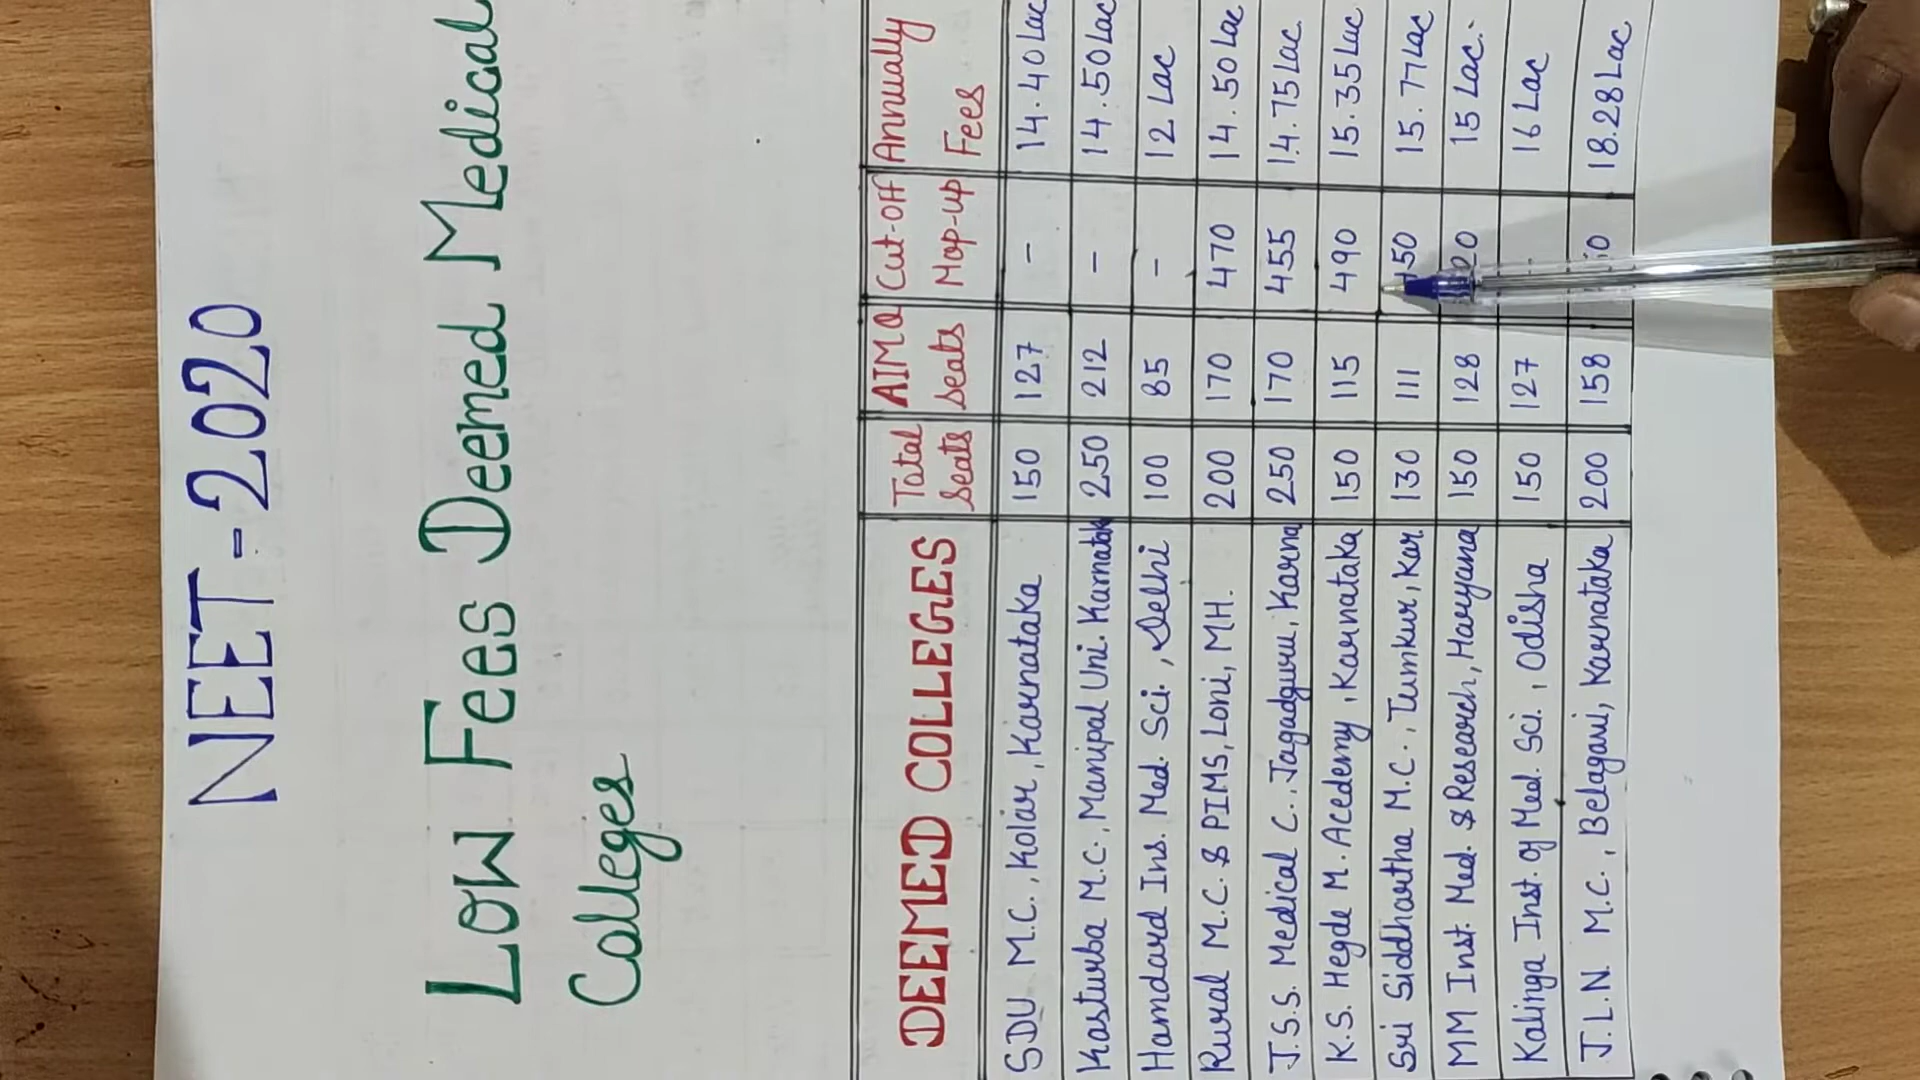 NEET-2020
Low Fees Deemed Medical
Colleges
DEEMED COLLEGES Total Seats AIMQ Seats Cut-off Mop-up Annually Fees
SDU M.C., Kolar, Karnataka 150 127 - 14.40 Lac
Kasturba M.C., Manipal Uni. Karnatak 250 212 - 14.50 Lac
Hamdard Ins. Med. Sci., Delhi 100 85 - 12 Lac
Rural M.C. & PIMS, Loni, MH. 200 170 470 14.50 Lac
J.S.S. Medical C., Jagadguru, Karna 250 170 455 14.75 Lac
K.S. Hegde M. Acedemy, Karnataka 150 115 490 15.35 Lac
Sri Siddhartha M.C., Tumkur, Kar 130 111 450 15.77 Lac
MM Inst. Med. & Research, Haryana 150 128 15 Lac.
Kalinga Inst. of Med. Sci., Odisha 150 127 16 Lac
J.L.N. M.C., Belagavi, Karnataka 200 158 18.28 Lac